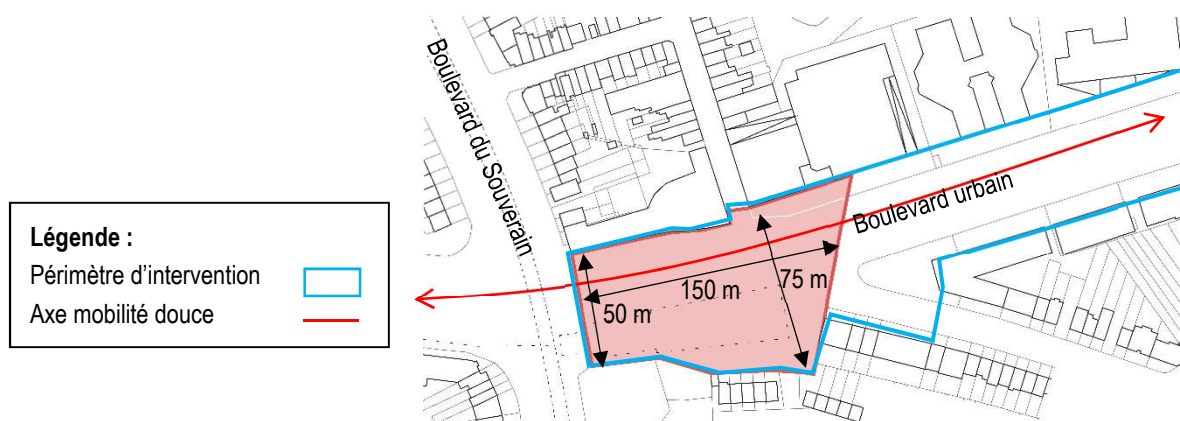 Légende :
Périmètre d'intervention
Axe mobilité douce
Boulevard du Souverain
Boulevard urbain
50 m
150 m
75 m